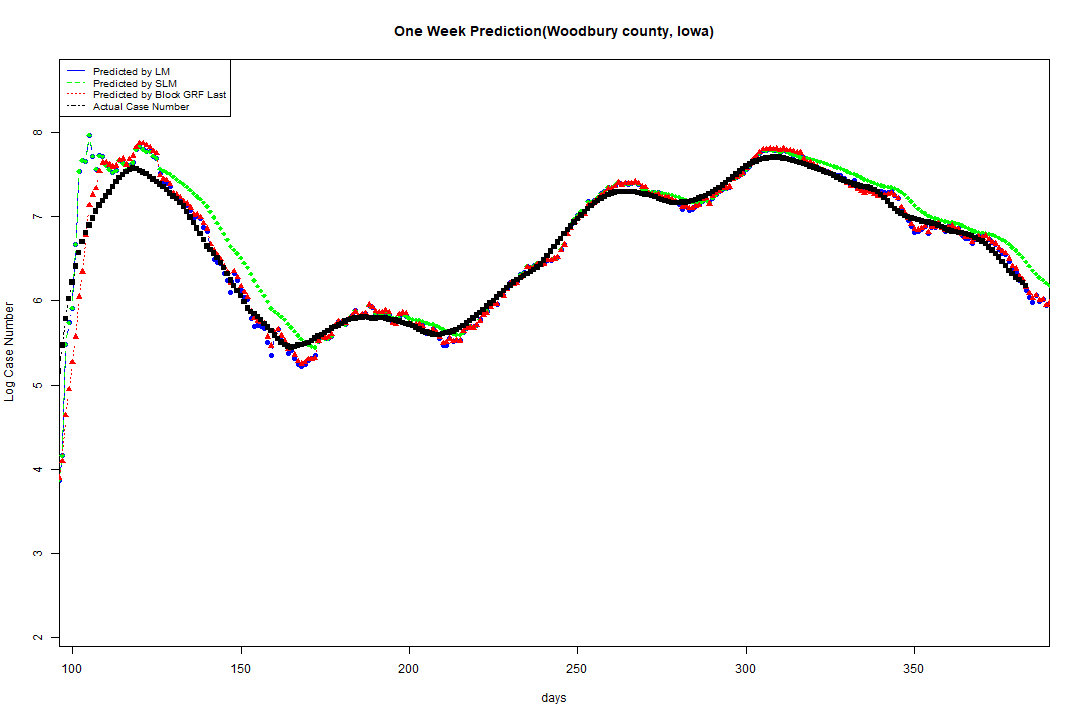 One Week Prediction(Woodbury county, Iowa)
Predicted by LM
Predicted by SLM
Predicted by Block GRF Last
Actual Case Number
8
7
6
5
4
3
2
Log Case Number
100 150 200 250 300 350
days